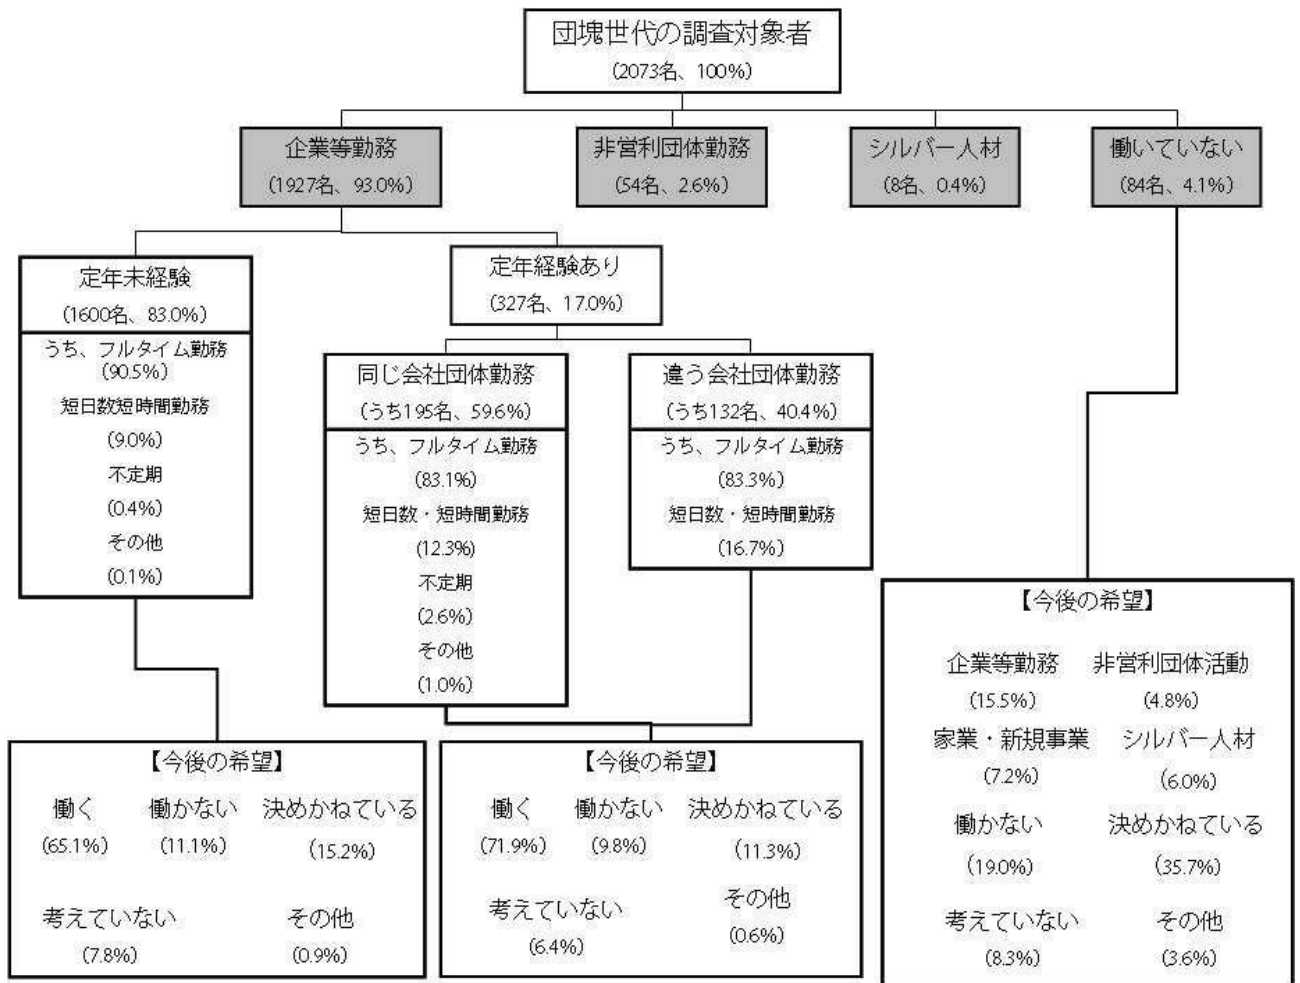 団塊世代の調査対象者
(2073名、100%)
企業等勤務
(1927名、93.0%)
非営利団体勤務
(54名、2.6%)
シルバー人材
(8名、0.4%)
働いていない
(84名、4.1%)
定年未経験
(1600名、83.0%)
うち、フルタイム勤務
(90.5%)
短日数短時間勤務
(9.0%)
不定期
(0.4%)
その他
(0.1%)
定年経験あり
(327名、17.0%)
同じ会社団体勤務
(うち195名、59.6%)
うち、フルタイム勤務
(83.1%)
短日数・短時間勤務
(12.3%)
不定期
(2.6%)
その他
(1.0%)
違う会社団体勤務
(うち132名、40.4%)
うち、フルタイム勤務
(83.3%)
短日数・短時間勤務
(16.7%)
【今後の希望】
働く 働かない 決めかねている
(65.1%) (11.1%) (15.2%)
考えていない その他
(7.8%) (0.9%)
【今後の希望】
働く 働かない 決めかねている
(71.9%) (9.8%) (11.3%)
考えていない その他
(6.4%) (0.6%)
【今後の希望】
企業等勤務 非営利団体活動
(15.5%) (4.8%)
家業・新規事業 シルバー人材
(7.2%) (6.0%)
働かない 決めかねている
(19.0%) (35.7%)
考えていない その他
(8.3%) (3.6%)